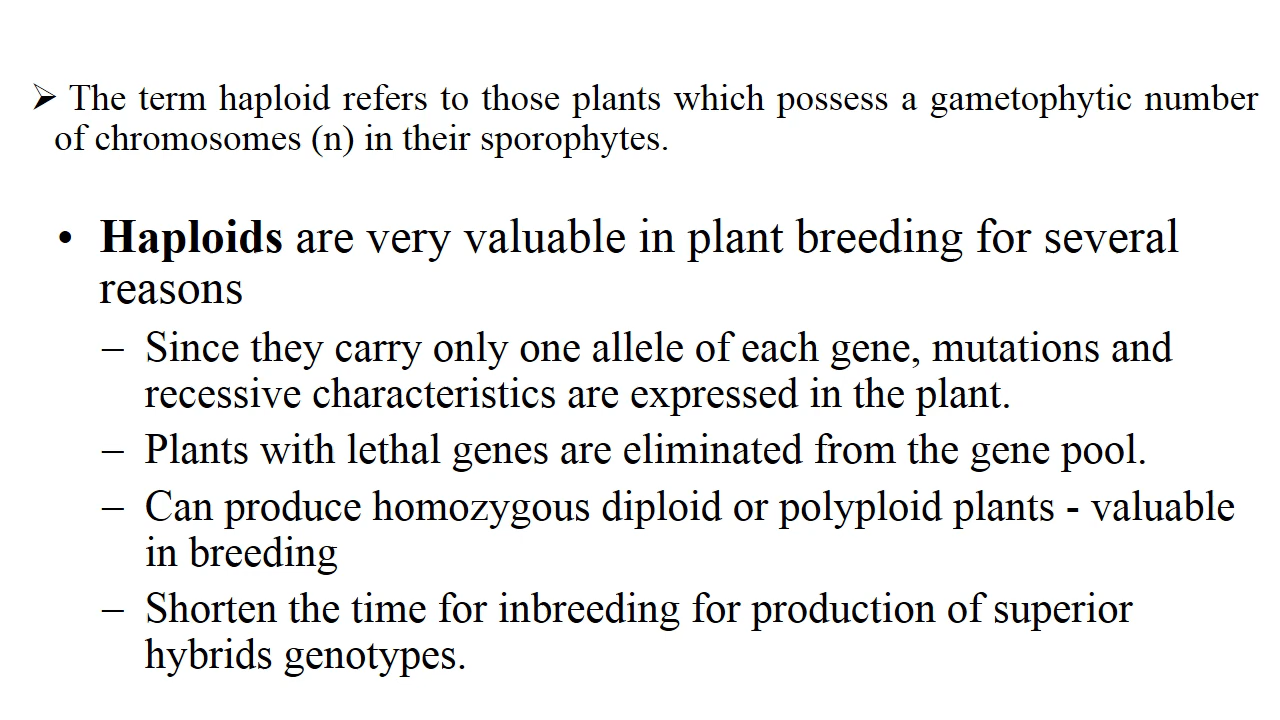 ➢ The term haploid refers to those plants which possess a gametophytic number
of chromosomes (n) in their sporophytes.
• Haploids are very valuable in plant breeding for several
reasons
– Since they carry only one allele of each gene, mutations and
recessive characteristics are expressed in the plant.
– Plants with lethal genes are eliminated from the gene pool.
– Can produce homozygous diploid or polyploid plants - valuable
in breeding
– Shorten the time for inbreeding for production of superior
hybrids genotypes.